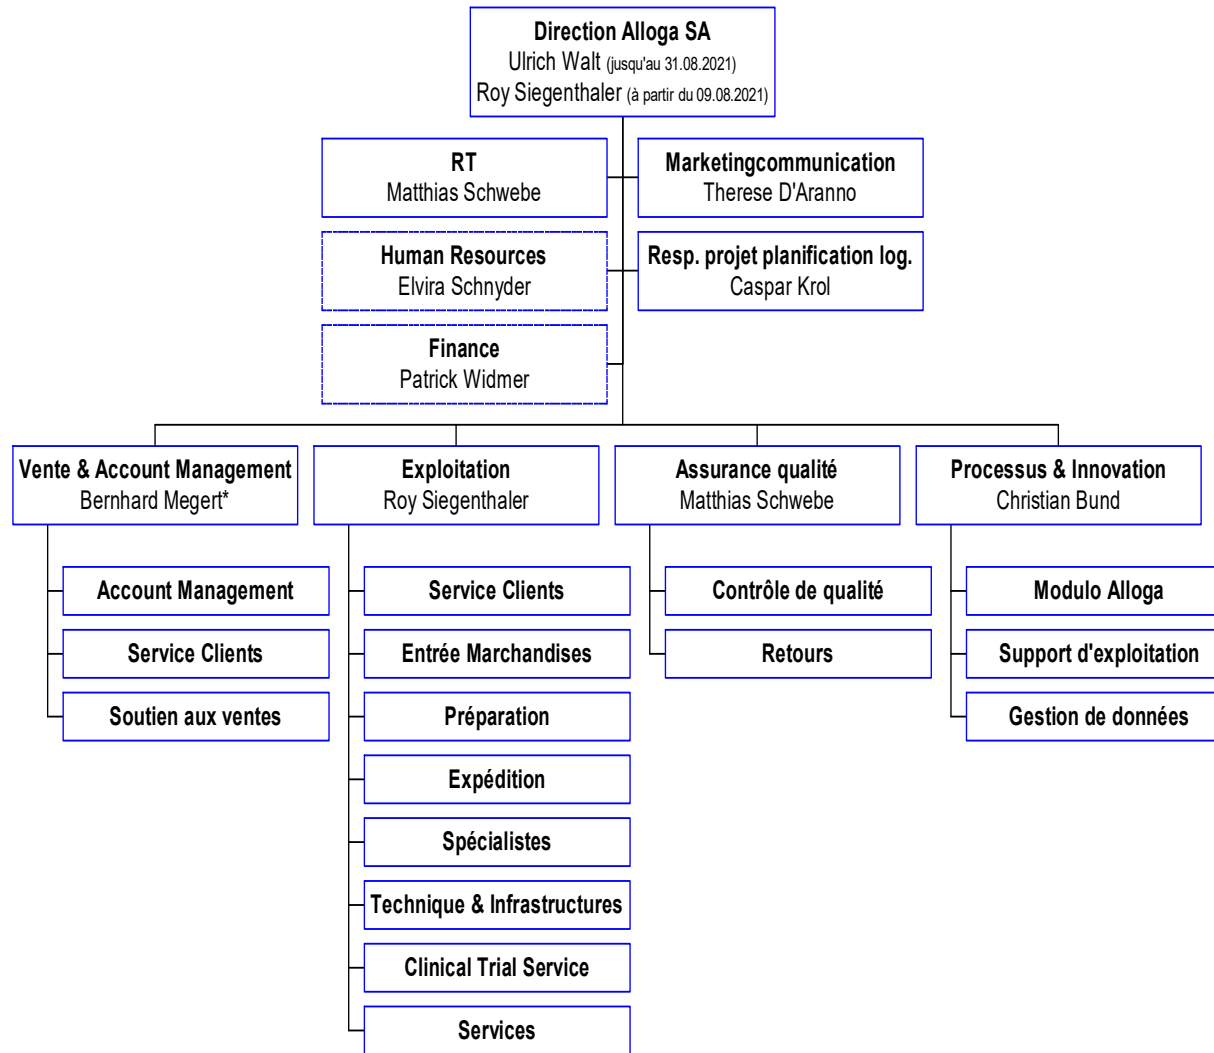 Direction Alloga SA
Ulrich Walt (jusqu'au 31.08.2021)
Roy Siegenthaler (à partir du 09.08.2021)
RT
Matthias Schwebe
Marketingcommunication
Therese D'Aranno
Human Resources
Elvira Schnyder
Resp. projet planification log.
Caspar Krol
Finance
Patrick Widmer
Vente & Account Management
Bernhard Megert*
Exploitation
Roy Siegenthaler
Assurance qualité
Matthias Schwebe
Processus & Innovation
Christian Bund
Account Management
Service Clients
Soutien aux ventes
Service Clients
Entrée Marchandises
Préparation
Expédition
Spécialistes
Technique & Infrastructures
Clinical Trial Service
Services
Contrôle de qualité
Retours
Modulo Alloga
Support d'exploitation
Gestion de données